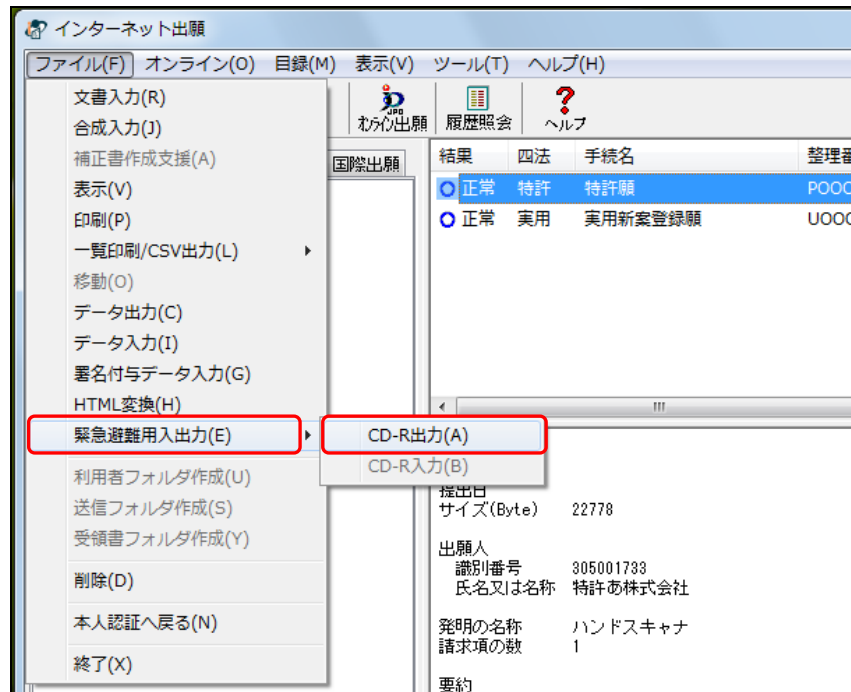 インターネット出願
ファイル(F) オンライン(O) 目録(M) 表示(V) ツール(T) ヘルプ(H)
文書入力(R)
合成入力(J)
補正書作成支援(A)
表示(V)
印刷(P)
一覧印刷/CSV出力(L)
移動(O)
データ出力(C)
データ入力(I)
署名付与データ入力(G)
HTML変換(H)
緊急避難用入出力(E)
利用者フォルダ作成(U)
送信フォルダ作成(S)
受領書フォルダ作成(Y)
削除(D)
本人認証へ戻る(N)
終了(X)
CD-R出力(A)
CD-R入力(B)
JPO
オンライン出願 履歴照会 ヘルプ
国際出願
結果 四法 手続名 整理
正常 特許 特許願
正常 実用 実用新案登録願
提出日
サイズ(Byte) 22778
出願人
識別番号 305001733
氏名又は名称 特許あ株式会社
発明の名称 ハンドスキャナ
請求項の数 1
要約